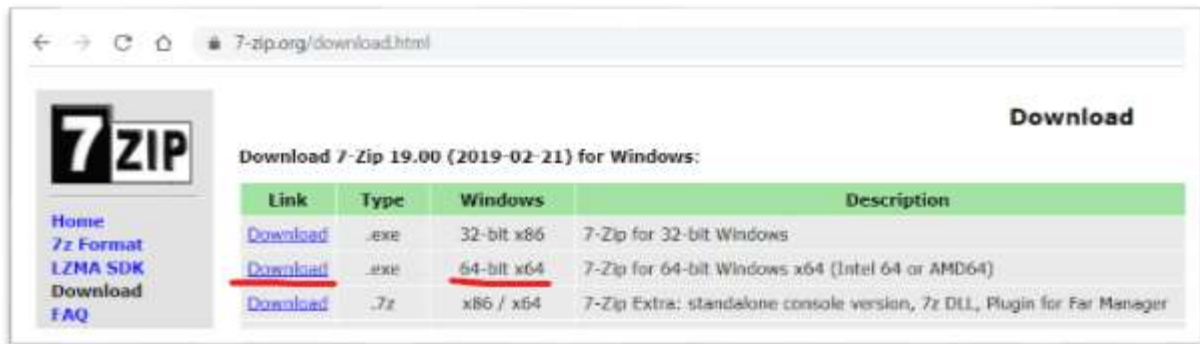 7-zip.org/download.html
7 ZIP
Download
Download 7-Zip 19.00 (2019-02-21) for Windows:
Link Type Windows Description
Download .exe 32-bit x86 7-Zip for 32-bit Windows
Download .exe 64-bit x64 7-Zip for 64-bit Windows x64 (Intel 64 or AMD64)
Download .7z x86 / x64 7-Zip Extra: standalone console version, 7z DLL, Plugin for Far Manager
Home
7z Format
LZMA SDK
Download
FAQ